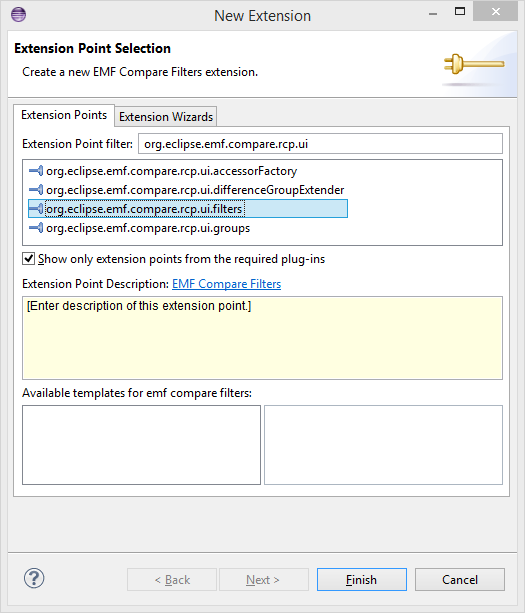 New Extension
Extension Point Selection
Create a new EMF Compare Filters extension.
Extension Points
Extension Wizards
Extension Point filter: org.eclipse.emf.compare.rcp.ui
org.eclipse.emf.compare.rcp.ui.accessorFactory
org.eclipse.emf.compare.rcp.ui.differenceGroupExtender
org.eclipse.emf.compare.rcp.ui.filters
org.eclipse.emf.compare.rcp.ui.groups
Show only extension points from the required plug-ins
Extension Point Description: EMF Compare Filters
[Enter description of this extension point.]
Available templates for emf compare filters:
? < Back Next > Finish Cancel